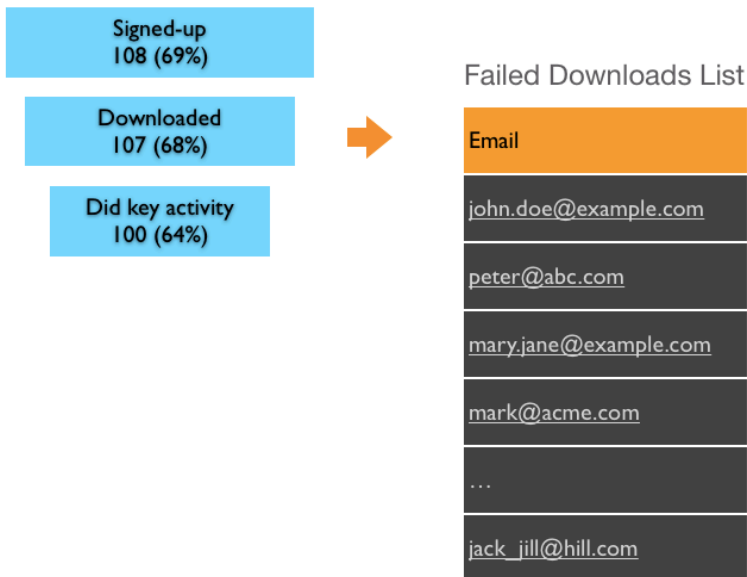 Signed-up
108 (69%)
Downloaded
107 (68%)
Did key activity
100 (64%)
Failed Downloads List
Email
john.doe@example.com
peter@abc.com
mary.jane@example.com
mark@acme.com
…
jack_jill@hill.com